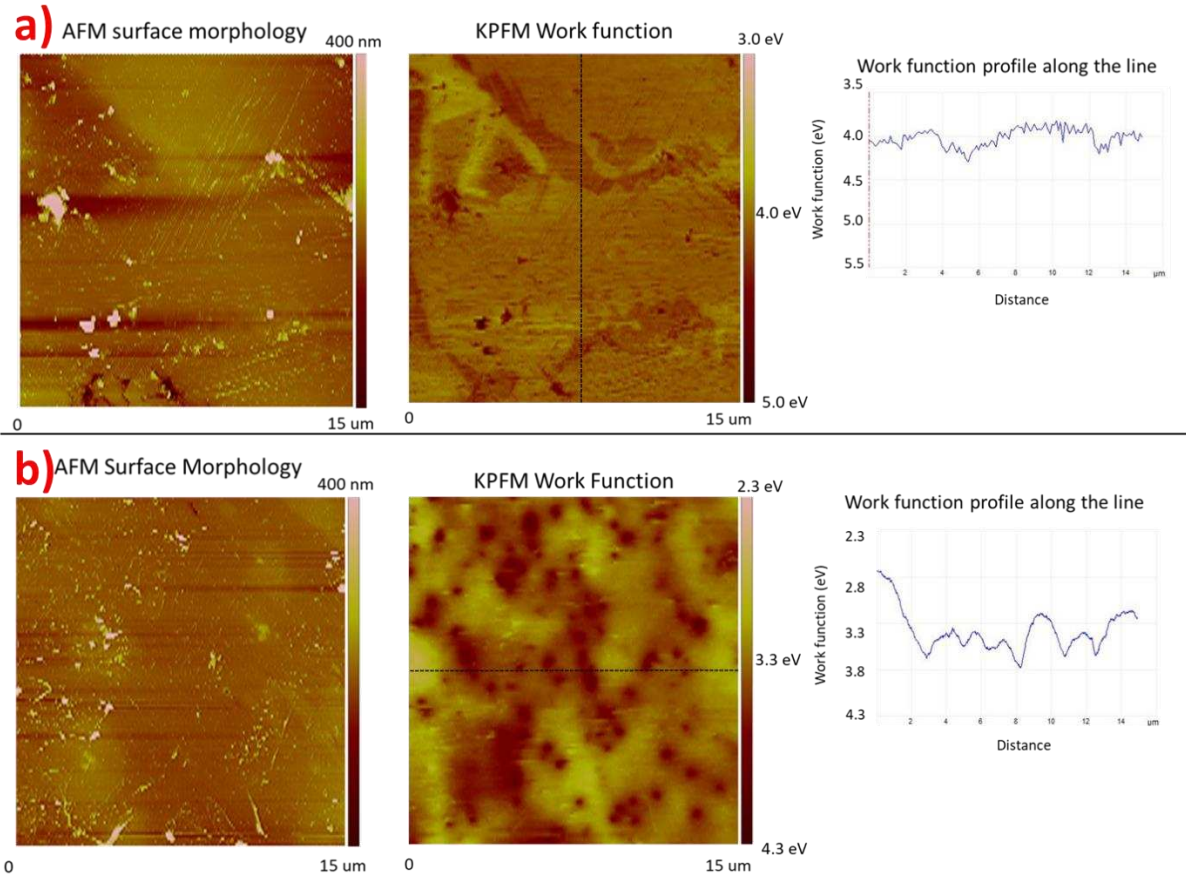 a) AFM surface morphology
400 nm
KPFM Work function
3.0 eV
4.0 eV
5.0 eV
0
15 um
0
15 um
Work function profile along the line
Work function (eV)
3.5
4.0
4.5
5.0
5.5
2 4 6 8 10 12 14 µm
Distance
b) AFM Surface Morphology
400 nm
KPFM Work Function
2.3 eV
3.3 eV
4.3 eV
0
15 um
0
15 um
Work function profile along the line
Work function (eV)
2.3
2.8
3.3
3.8
4.3
2 4 6 8 10 12 14 um
Distance